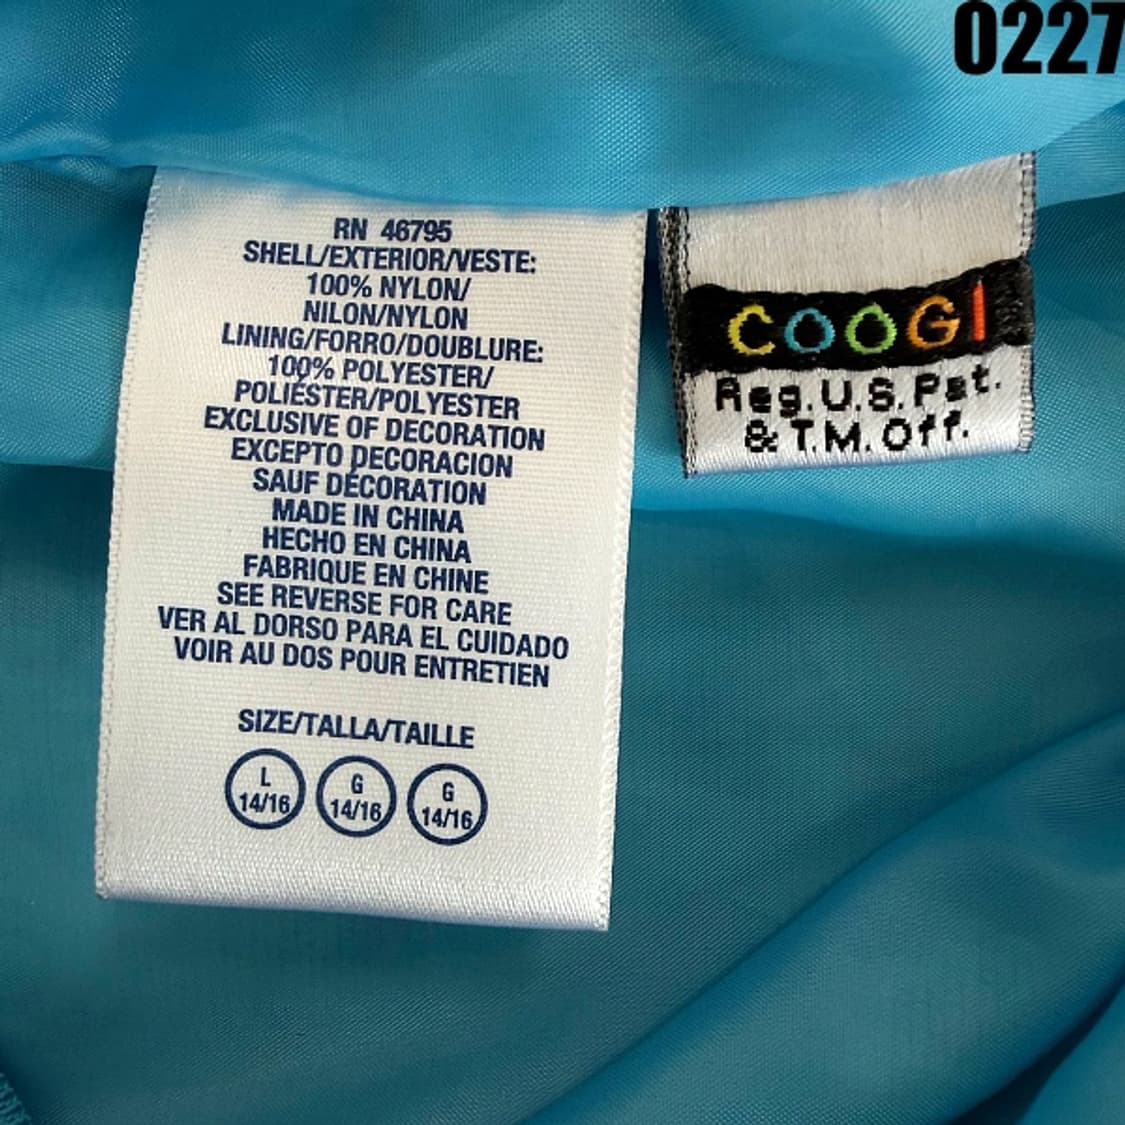 0227
RN 46795
SHELL/EXTERIOR/VESTE:
100% NYLON/
NILON/NYLON
LINING/FORRO/DOUBLURE:
100% POLYESTER/
POLIÉSTER/POLYESTER
EXCLUSIVE OF DECORATION
EXCEPTO DECORACION
SAUF DÉCORATION
MADE IN CHINA
HECHO EN CHINA
FABRIQUE EN CHINE
SEE REVERSE FOR CARE
VER AL DORSO PARA EL CUIDADO
VOIR AU DOS POUR ENTRETIEN
SIZE/TALLA/TAILLE
L G G
14/16 14/16 14/16
COOGI
Reg. U.S. Pat.
& T.M. Off.